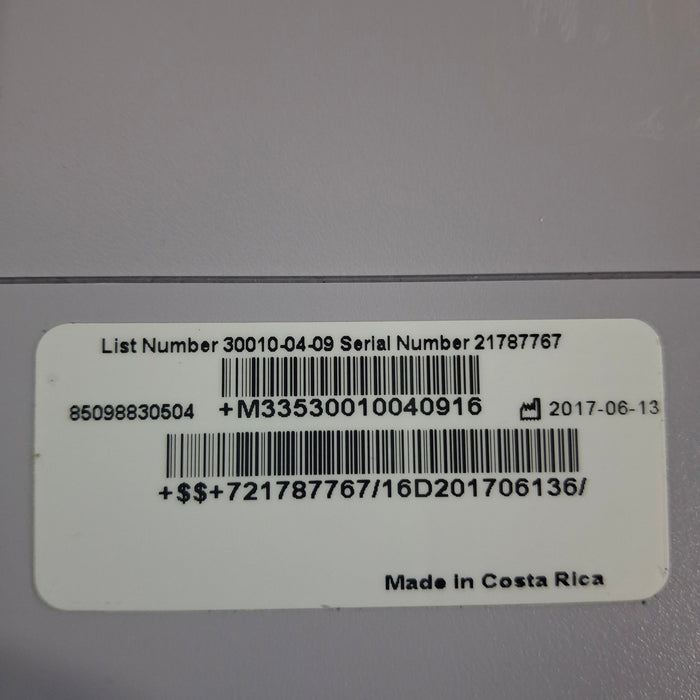 List Number 30010-04-09 Serial Number 21787767
85098830504 +M33530010040916 2017-06-13
+$$+721787767/16D201706136/
Made in Costa Rica